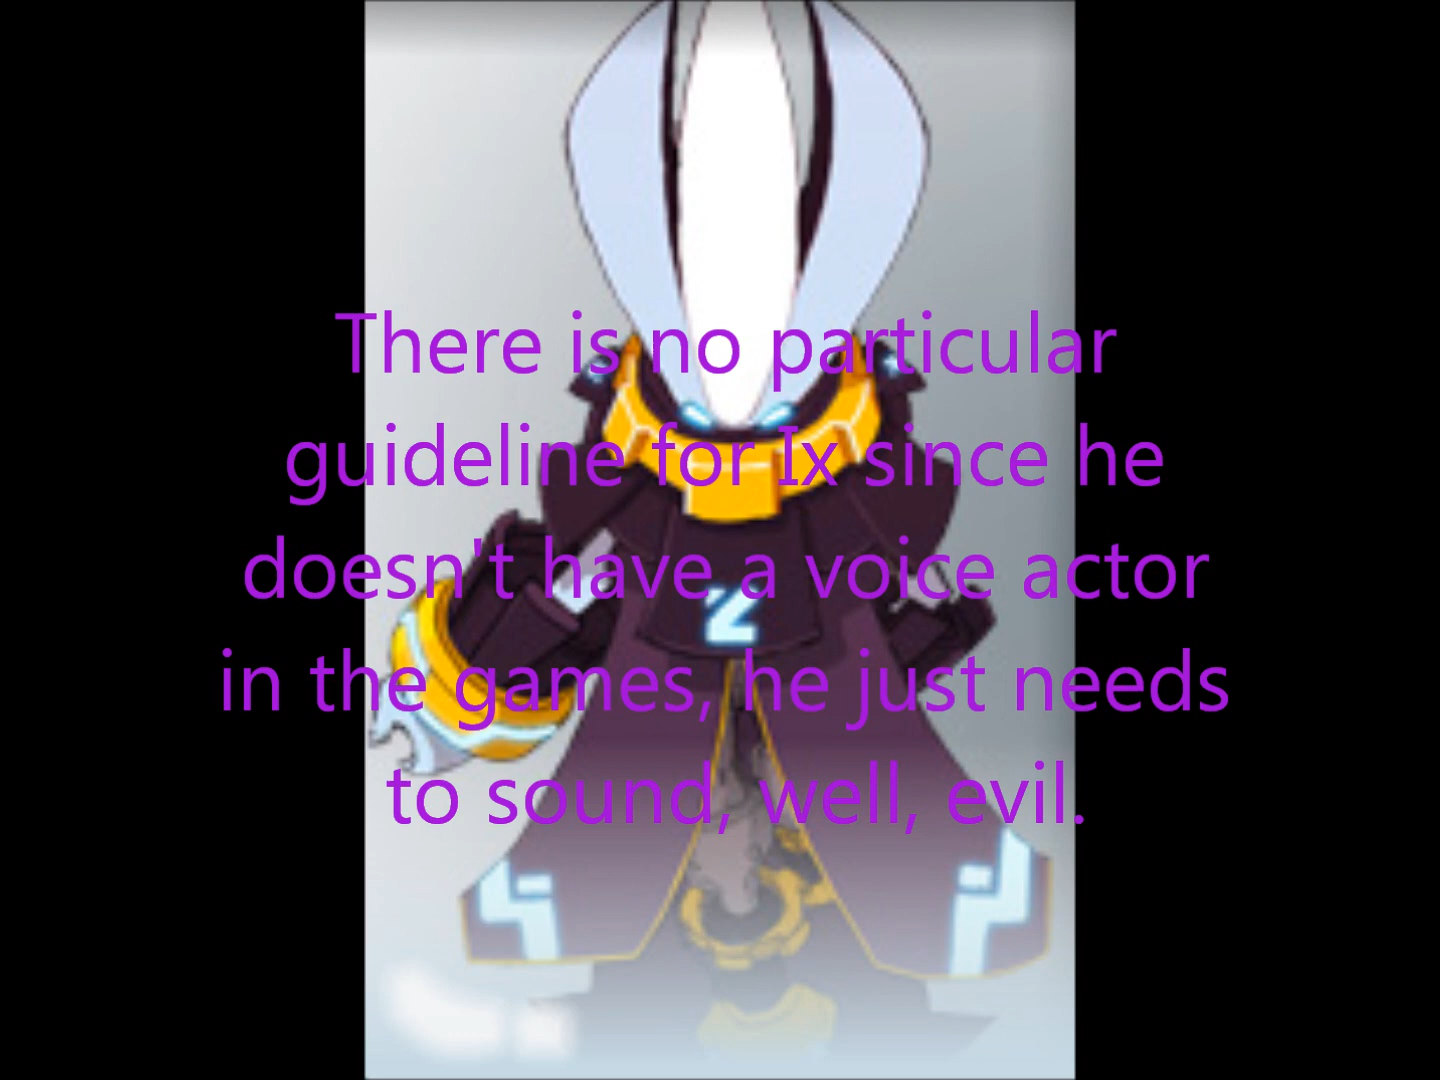 There is no particular
guideline for Ix since he
doesn't have a voice actor
in the games, he just needs
to sound, well, evil.